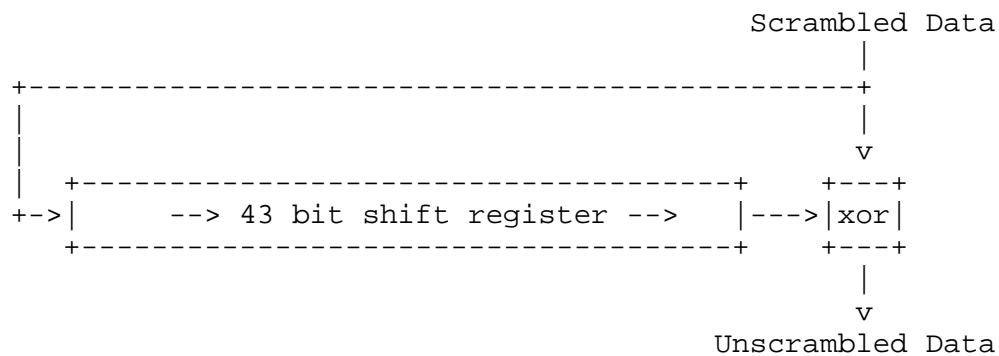 Scrambled Data
--> 43 bit shift register -->
xor
Unscrambled Data